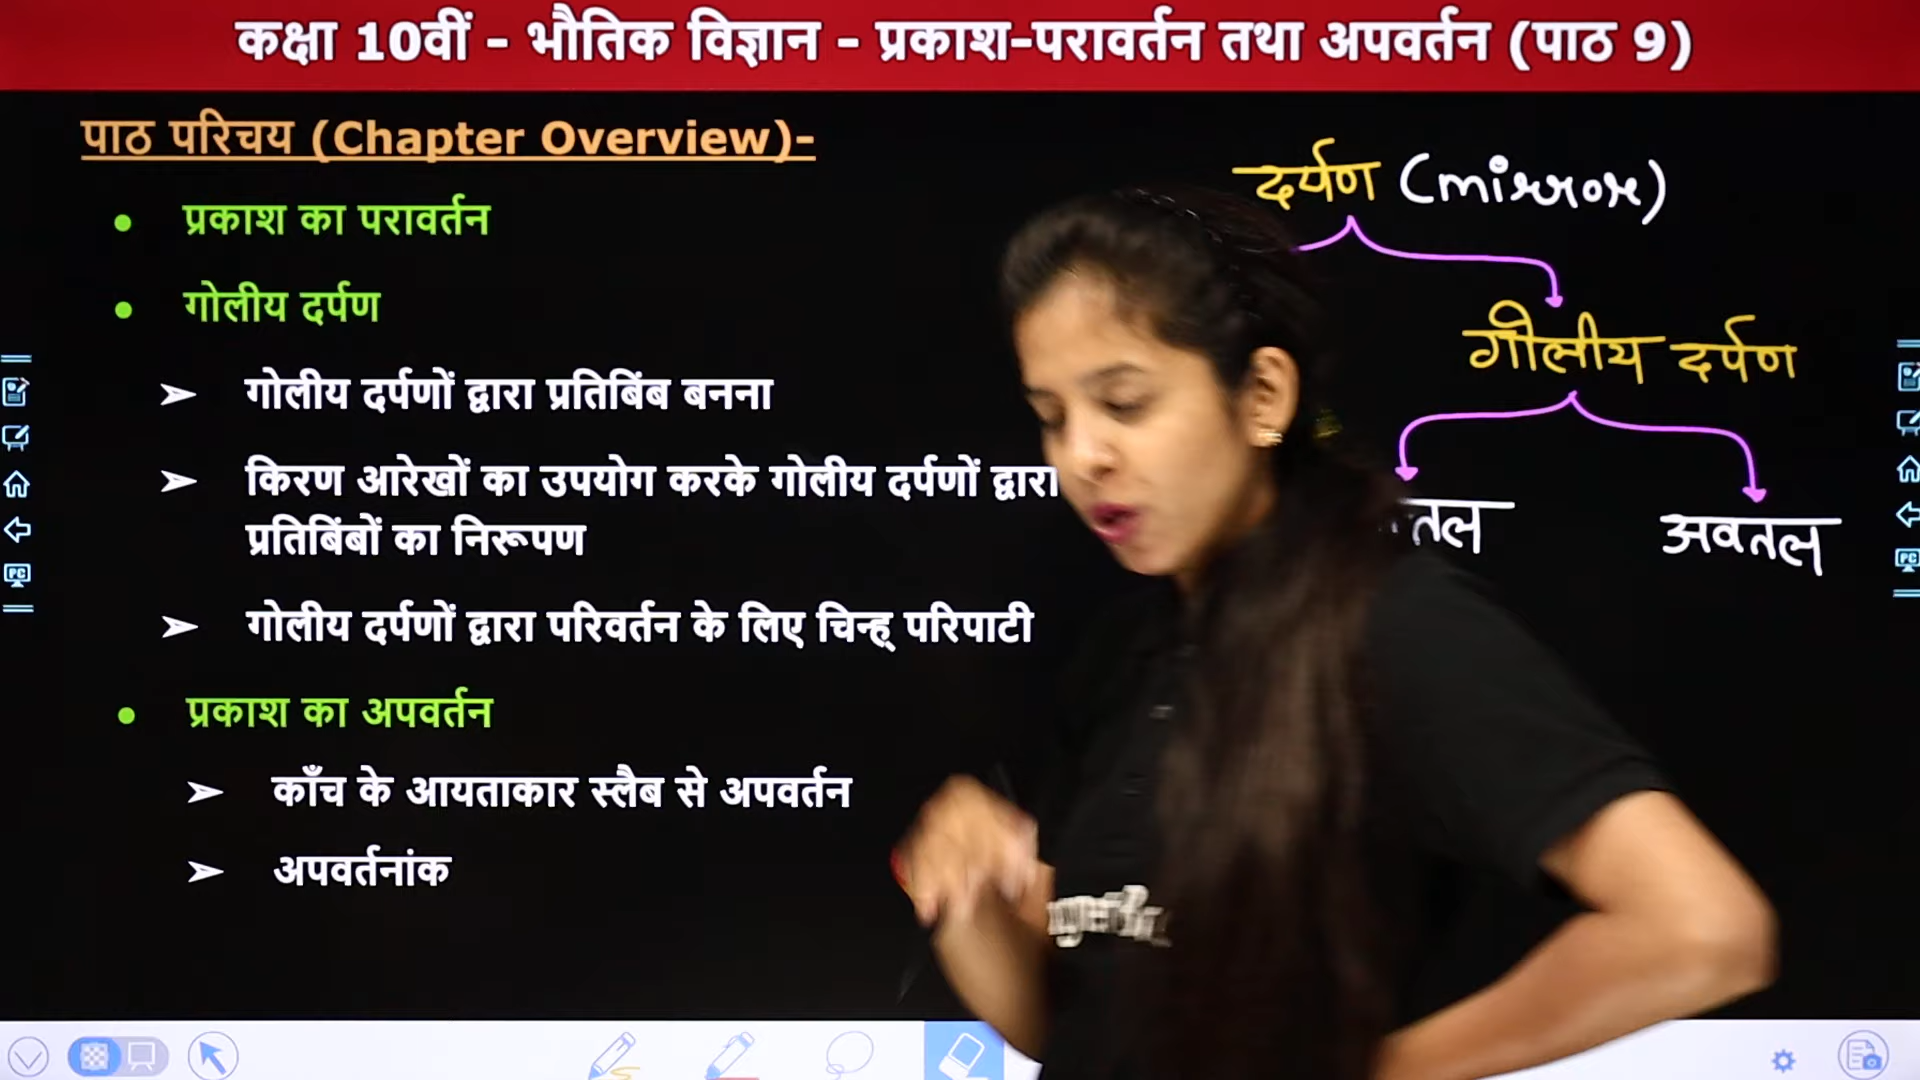 कक्षा 10वीं - भौतिक विज्ञान - प्रकाश-परावर्तन तथा अपवर्तन (पाठ 9)
पाठ परिचय (Chapter Overview)-
• प्रकाश का परावर्तन
• गोलीय दर्पण
➢ गोलीय दर्पणों द्वारा प्रतिबिंब बनना
➢ किरण आरेखों का उपयोग करके गोलीय दर्पणों द्वारा
प्रतिबिंबों का निरूपण
➢ गोलीय दर्पणों द्वारा परिवर्तन के लिए चिन्ह् परिपाटी
• प्रकाश का अपवर्तन
➢ काँच के आयताकार स्लैब से अपवर्तन
➢ अपवर्तनांक
दर्पण (mirror)
गोलीय दर्पण
तल
अवतल
PC
PC